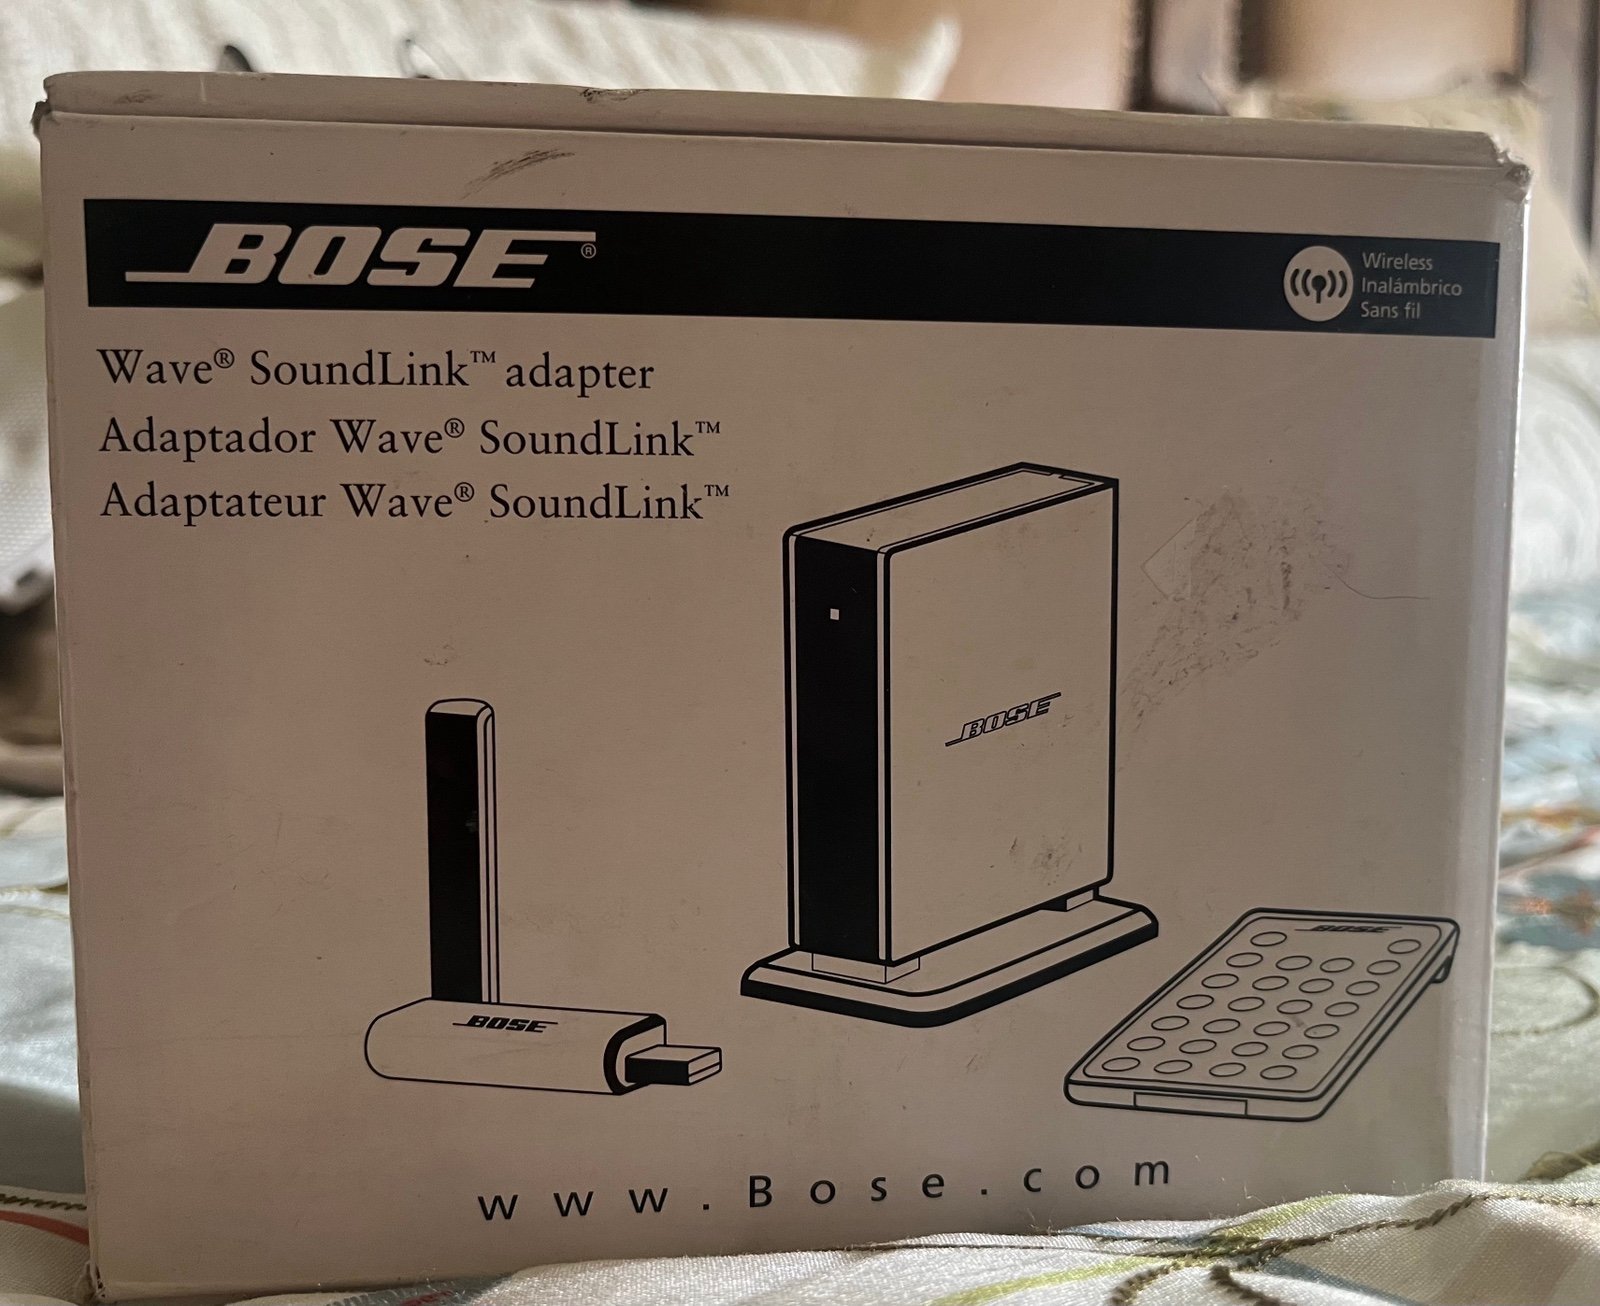 BOSE®
Wireless
Inalámbrico
Sans fil
Wave® SoundLink™ adapter
Adaptador Wave® SoundLink™
Adaptateur Wave® SoundLink™
BOSE
BOSE
BOSE
www.Bose.com